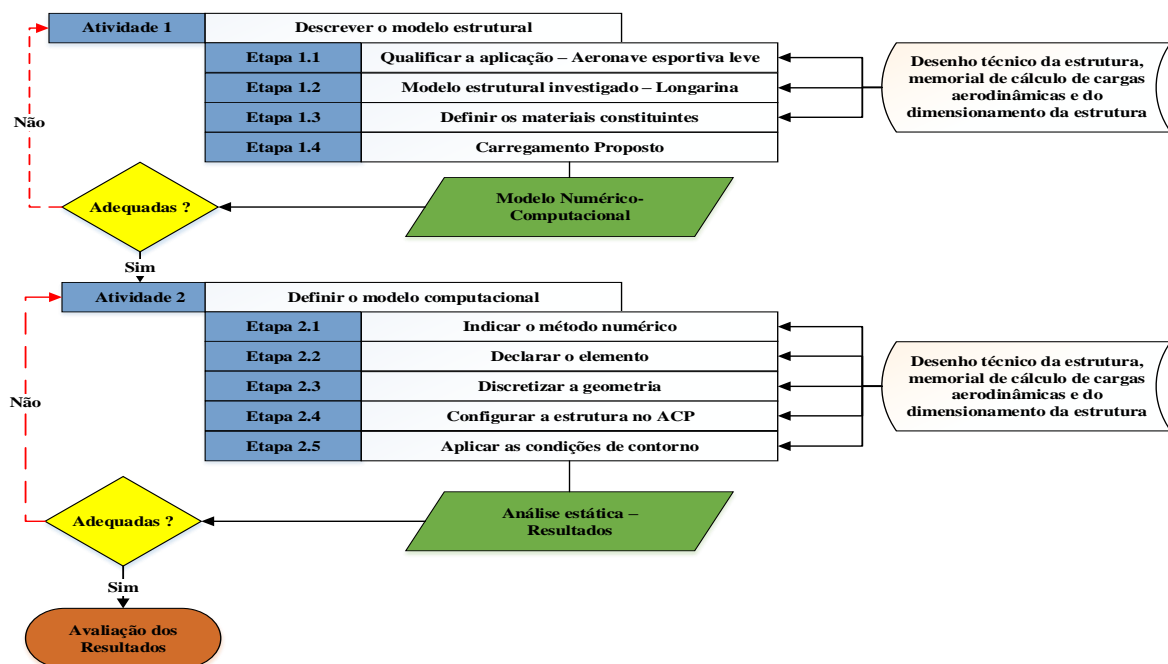 Atividade 1
Descrever o modelo estrutural
Etapa 1.1
Qualificar a aplicação – Aeronave esportiva leve
Etapa 1.2
Modelo estrutural investigado – Longarina
Etapa 1.3
Definir os materiais constituintes
Etapa 1.4
Carregamento Proposto
Desenho técnico da estrutura,
memorial de cálculo de cargas
aerodinâmicas e do
dimensionamento da estrutura
Não
Adequadas ?
Modelo Numérico-
Computacional
Sim
Atividade 2
Definir o modelo computacional
Etapa 2.1
Indicar o método numérico
Etapa 2.2
Declarar o elemento
Etapa 2.3
Discretizar a geometria
Etapa 2.4
Configurar a estrutura no ACP
Etapa 2.5
Aplicar as condições de contorno
Desenho técnico da estrutura,
memorial de cálculo de cargas
aerodinâmicas e do
dimensionamento da estrutura
Não
Adequadas ?
Análise estática –
Resultados
Sim
Avaliação dos
Resultados